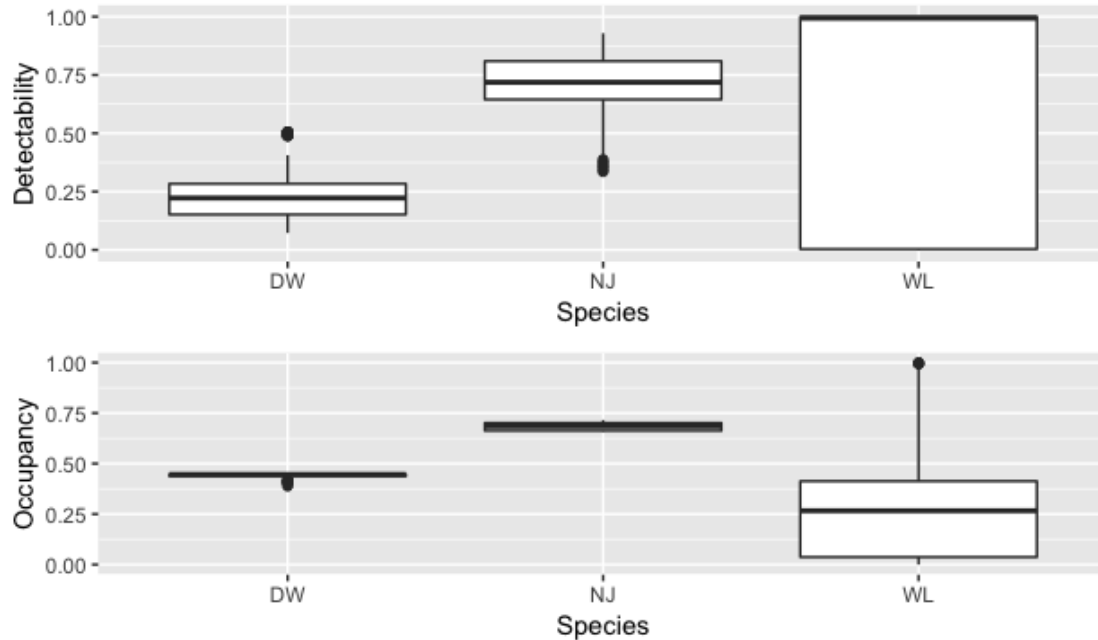 Detectability
1.00
0.75
0.50
0.25
0.00
DW NJ WL
Species
Occupancy
1.00
0.75
0.50
0.25
0.00
DW NJ WL
Species